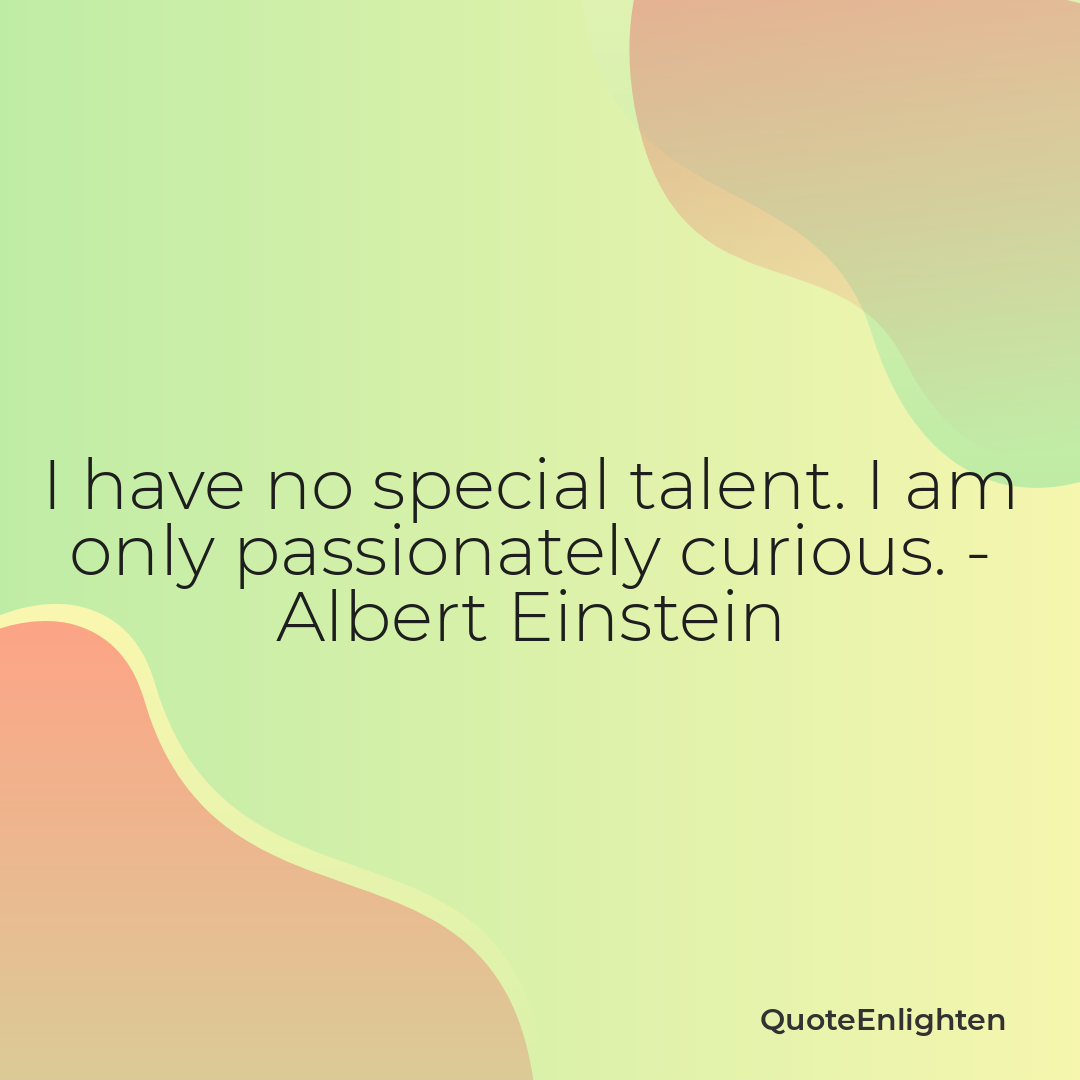 I have no special talent. I am
only passionately curious. -
Albert Einstein
QuoteEnlighten